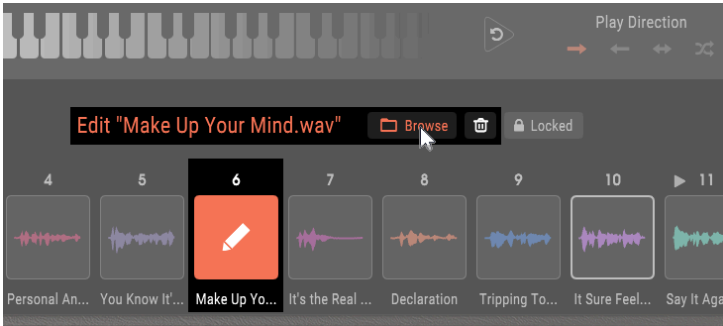 Play Direction
Edit "Make Up Your Mind.wav"
Browse
Locked
4 5 6 7 8 9 10 11
Personal An... You Know It'... Make Up Yo... It's the Real ... Declaration Tripping To... It Sure Feel... Say It Aga